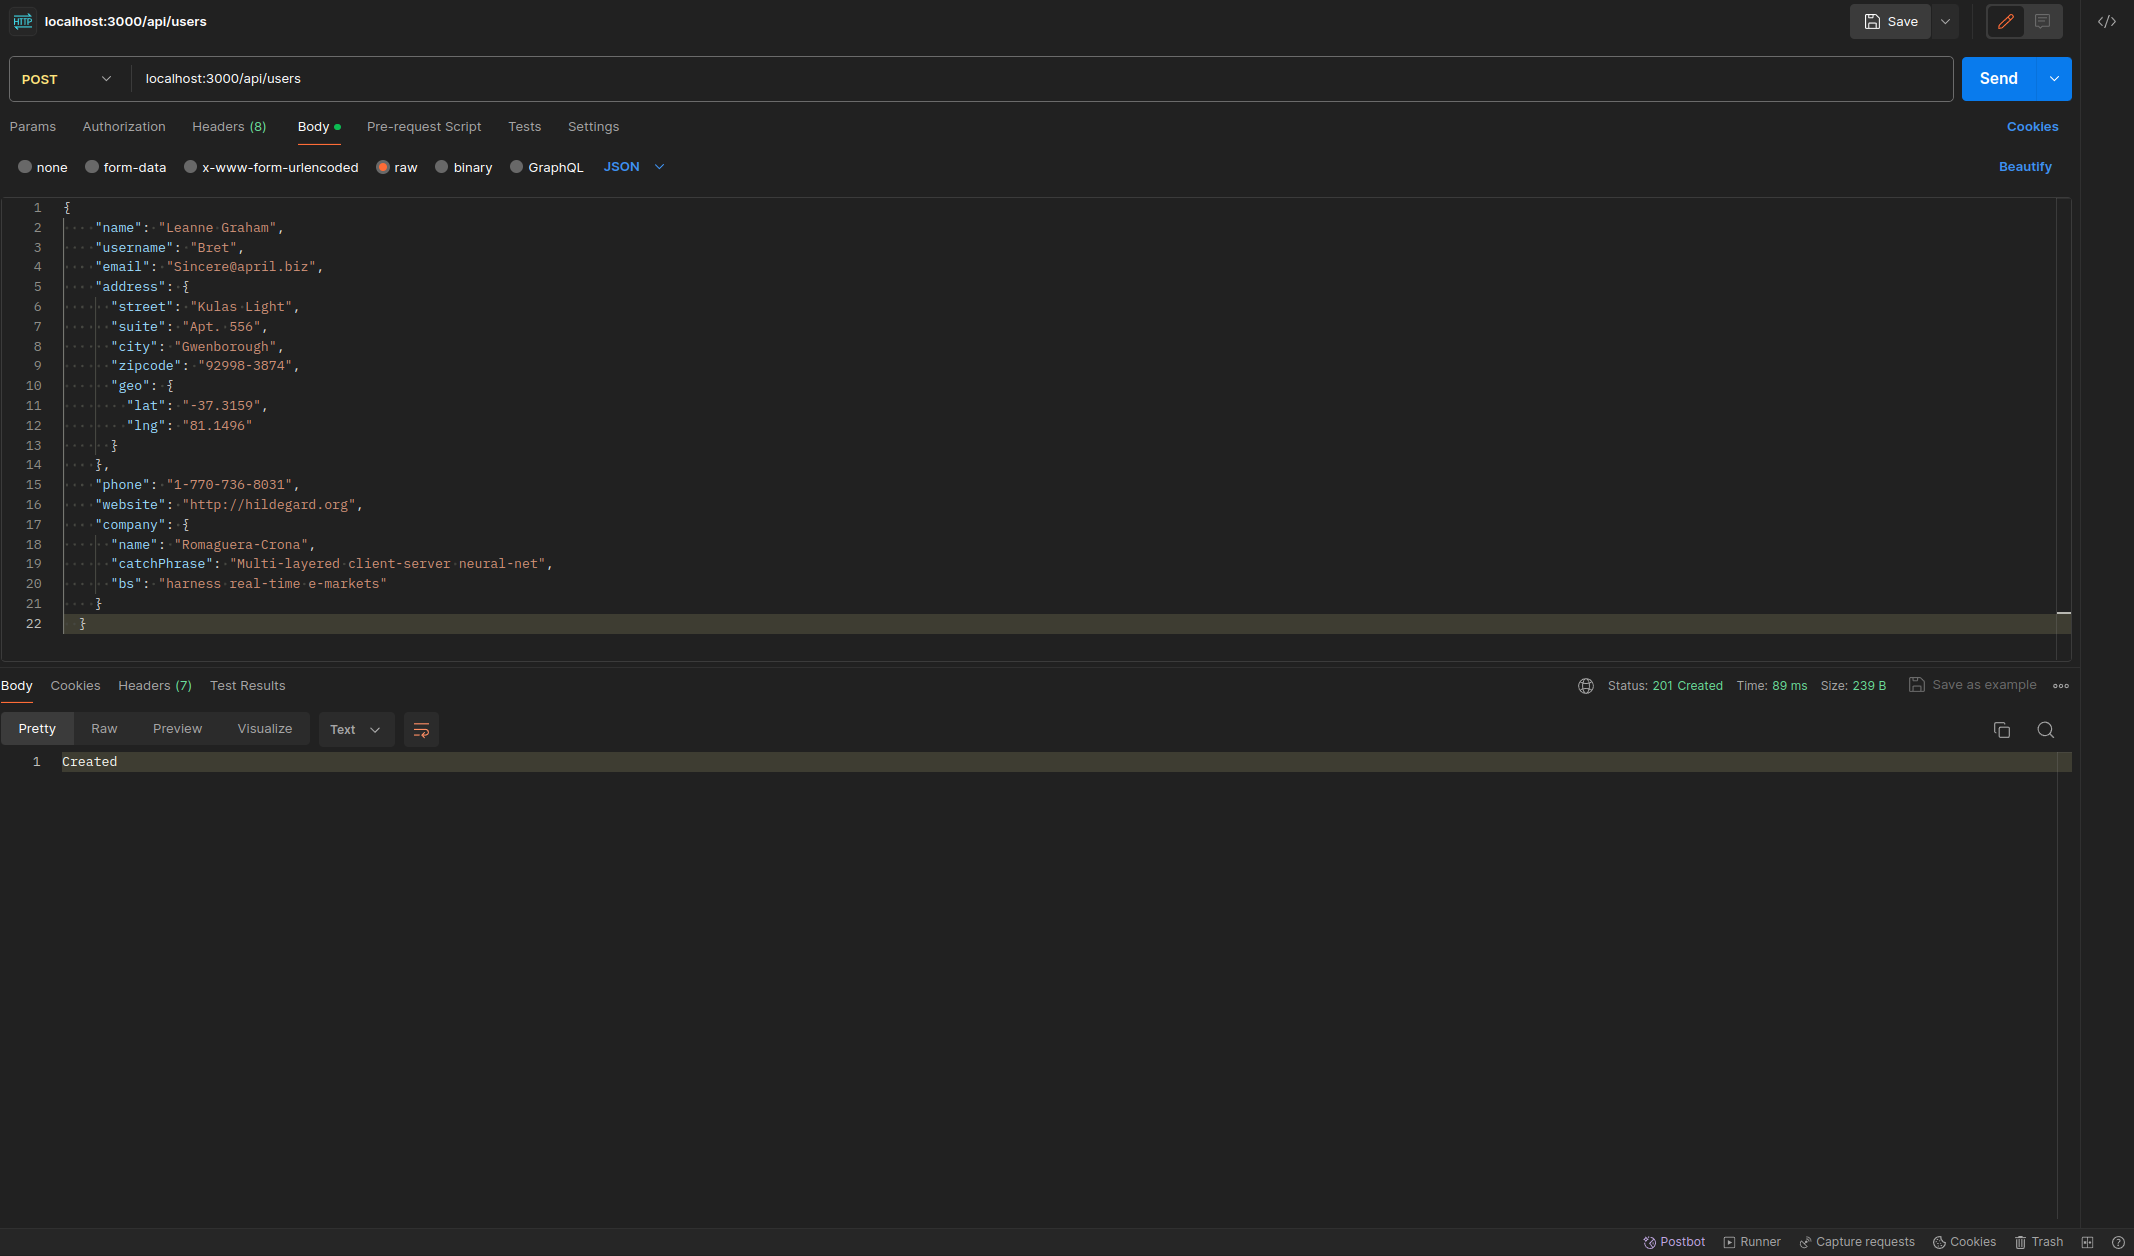 HTTP localhost:3000/api/users Save
POST localhost:3000/api/users Send
Params Authorization Headers (8) Body Pre-request Script Tests Settings Cookies
none form-data x-www-form-urlencoded raw binary GraphQL JSON Beautify
1 {
2 "name": "Leanne Graham",
3 "username": "Bret",
4 "email": "Sincere@april.biz",
5 "address": {
6 "street": "Kulas Light",
7 "suite": "Apt. 556",
8 "city": "Gwenborough",
9 "zipcode": "92998-3874",
10 "geo": {
11 "lat": "-37.3159",
12 "lng": "81.1496"
13 }
14 },
15 "phone": "1-770-736-8031",
16 "website": "http://hildegard.org",
17 "company": {
18 "name": "Romaguera-Crona",
19 "catchPhrase": "Multi-layered client-server neural-net",
20 "bs": "harness real-time e-markets"
21 }
22 }
Body Cookies Headers (7) Test Results Status: 201 Created Time: 89 ms Size: 239 B Save as example
Pretty Raw Preview Visualize Text
1 Created
Postbot Runner Capture requests Cookies Trash